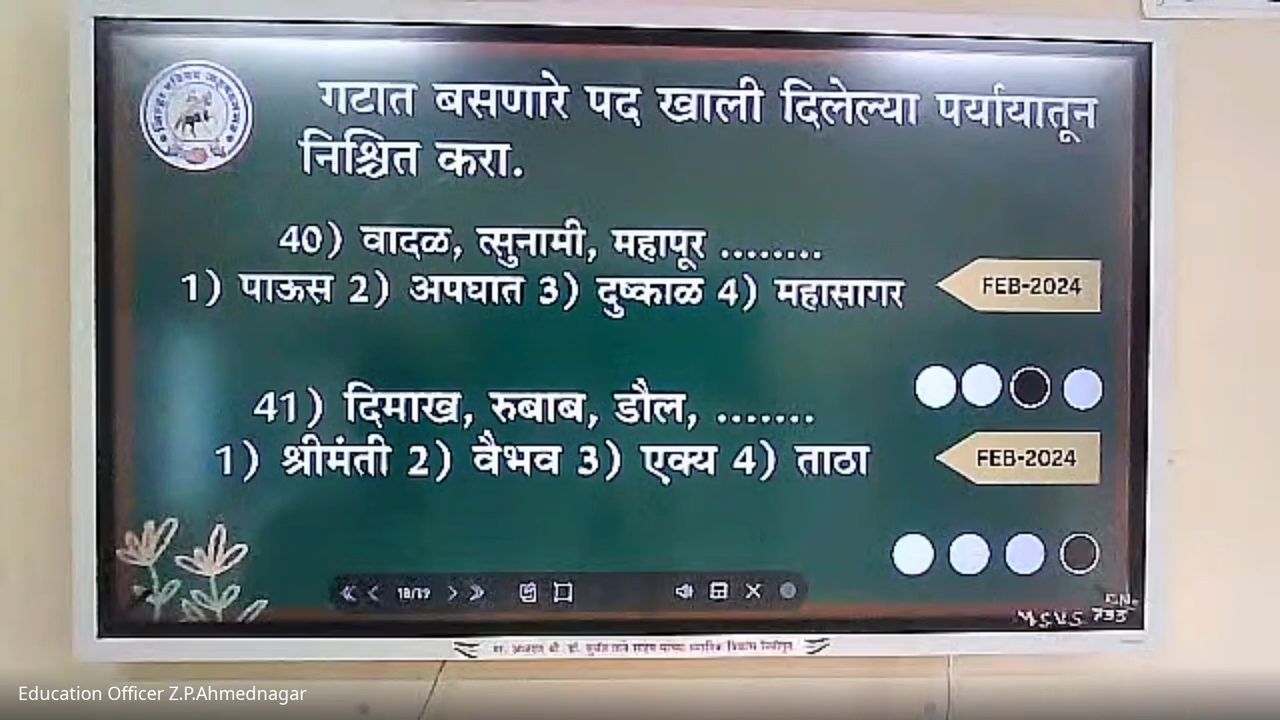 गटात बसणारे पद खाली दिलेल्या पर्यायातून
निश्चित करा.
40) वादळ, त्सुनामी, महापूर ........
1) पाऊस 2) अपघात 3) दुष्काळ 4) महासागर
FEB-2024
41) दिमाख, रुबाब, डौल, .......
1) श्रीमंती 2) वैभव 3) एक्य 4) ताठा
FEB-2024
18/19
Education Officer Z.P.Ahmednagar